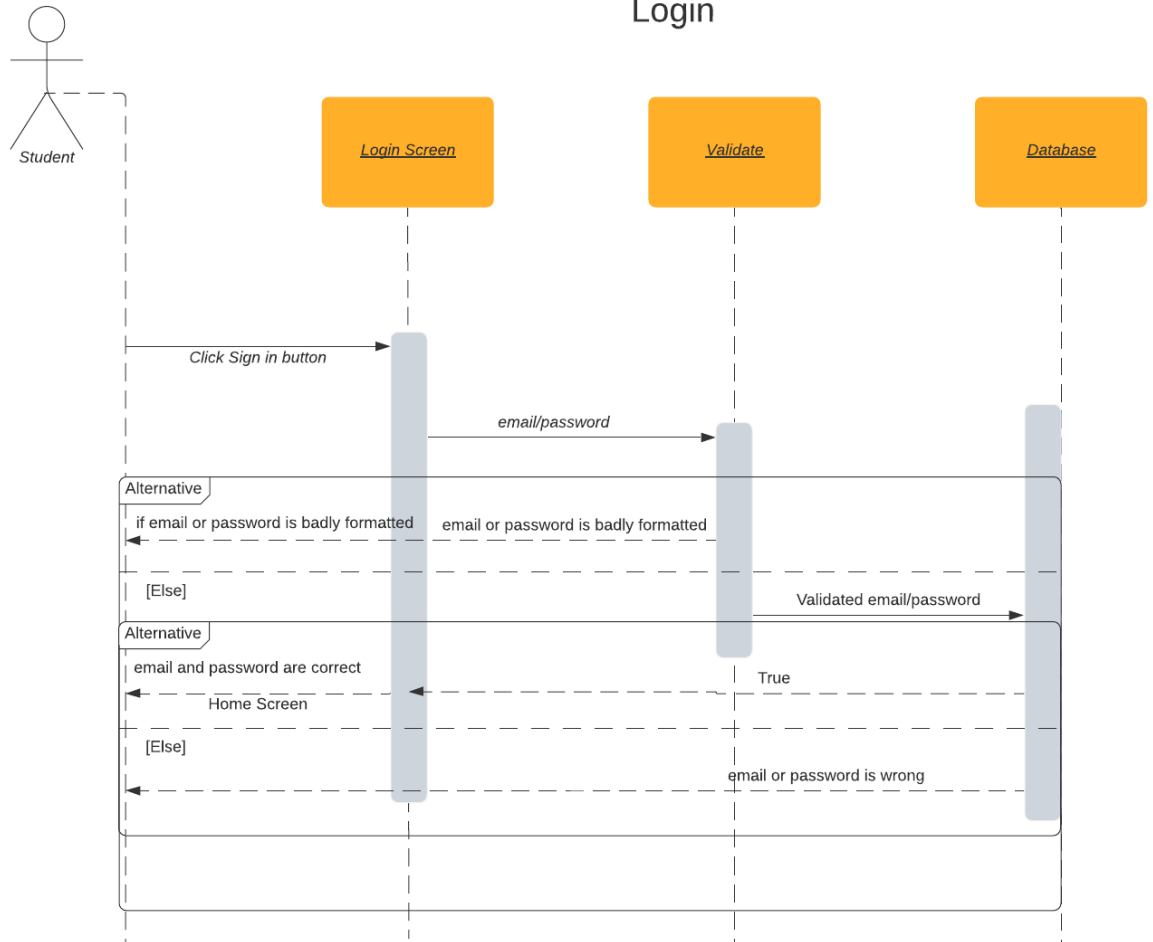 Login
Student
Login Screen
Validate
Database
Click Sign in button
email/password
Alternative
if email or password is badly formatted
email or password is badly formatted
[Else]
Validated email/password
Alternative
email and password are correct
True
Home Screen
[Else]
email or password is wrong